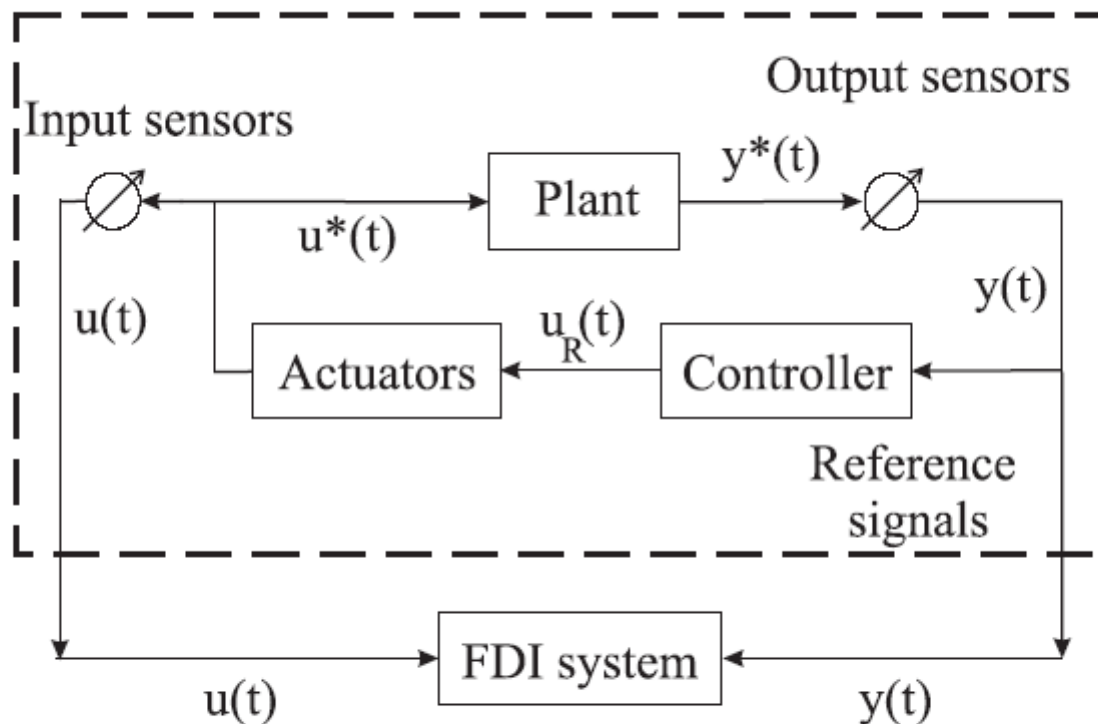 Output sensors
Input sensors
y*(t)
Plant
u*(t)
y(t)
u(t)
u_R(t)
Actuators
Controller
Reference
signals
FDI system
u(t)
y(t)